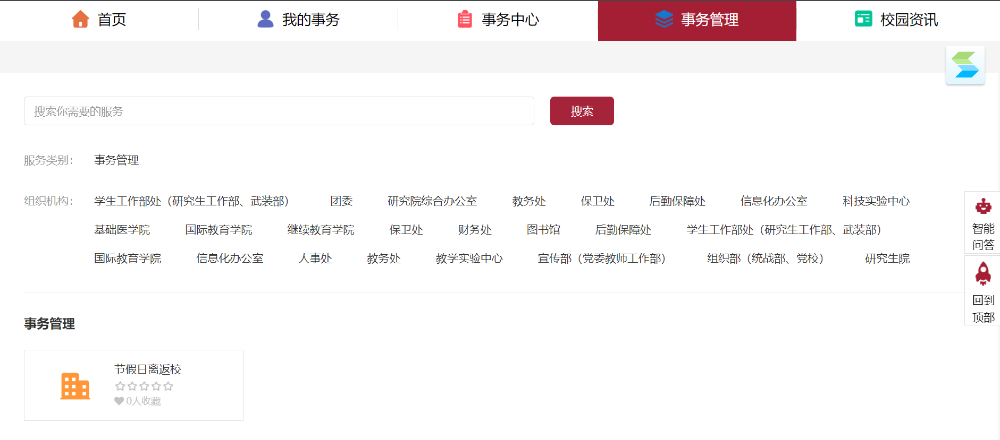 首页 我的事务 事务中心 事务管理 校园资讯
搜索你需要的服务 搜索
服务类别： 事务管理
组织机构： 学生工作部处（研究生工作部、武装部） 团委 研究院综合办公室 教务处 保卫处 后勤保障处 信息化办公室 科技实验中心
基础医学院 国际教育学院 继续教育学院 保卫处 财务处 图书馆 后勤保障处 学生工作部处（研究生工作部、武装部）
国际教育学院 信息化办公室 人事处 教务处 教学实验中心 宣传部（党委教师工作部） 组织部（统战部、党校） 研究生院
智能
问答
回到
顶部
事务管理
节假日离返校
0人收藏